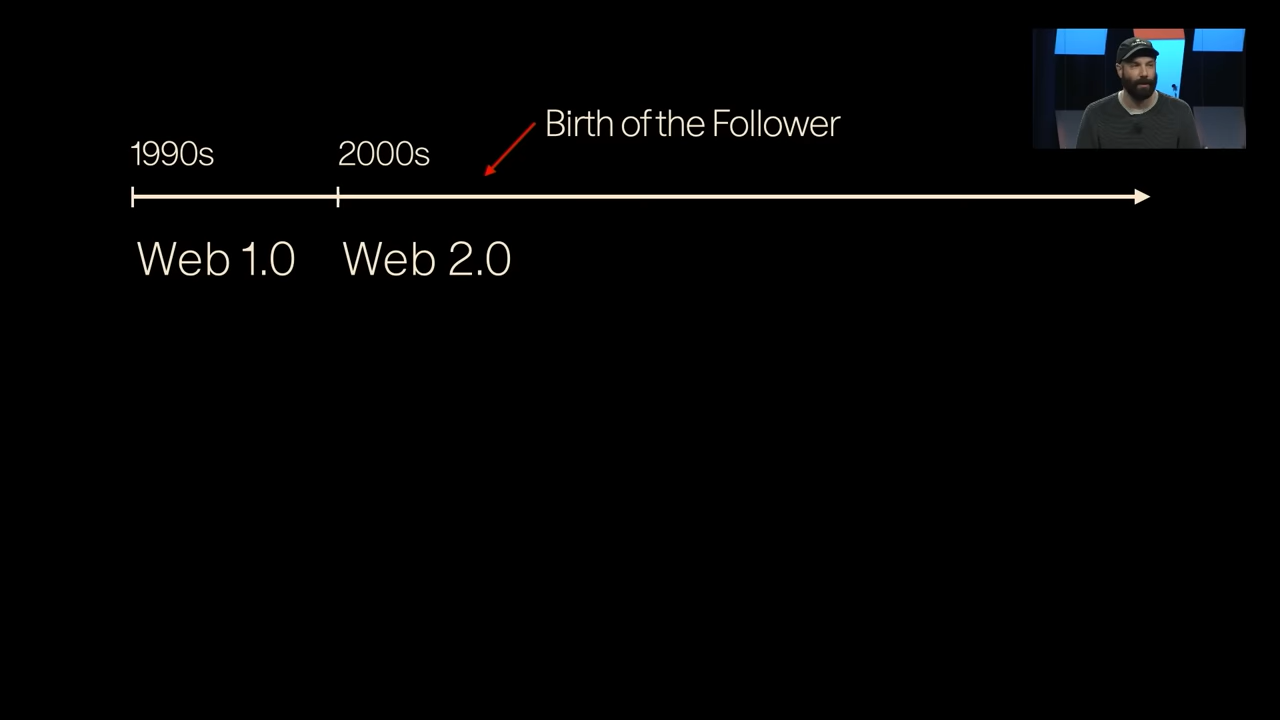 Birth of the Follower
1990s
2000s
Web 1.0
Web 2.0